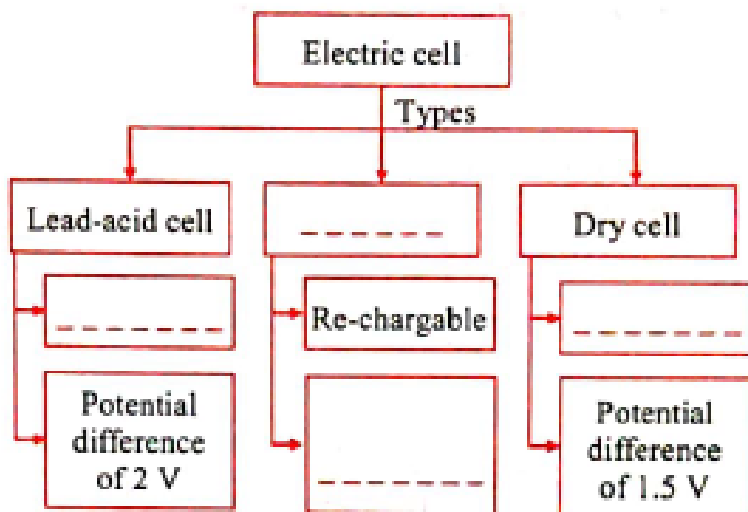 Electric cell
Types
Lead-acid cell
_ _ _ _ _ _
Dry cell
_ _ _ _ _ _ _
Re-chargable
_ _ _ _ _ _ _
Potential
difference
of 2 V
_ _ _ _ _ _ _
Potential
difference
of 1.5 V